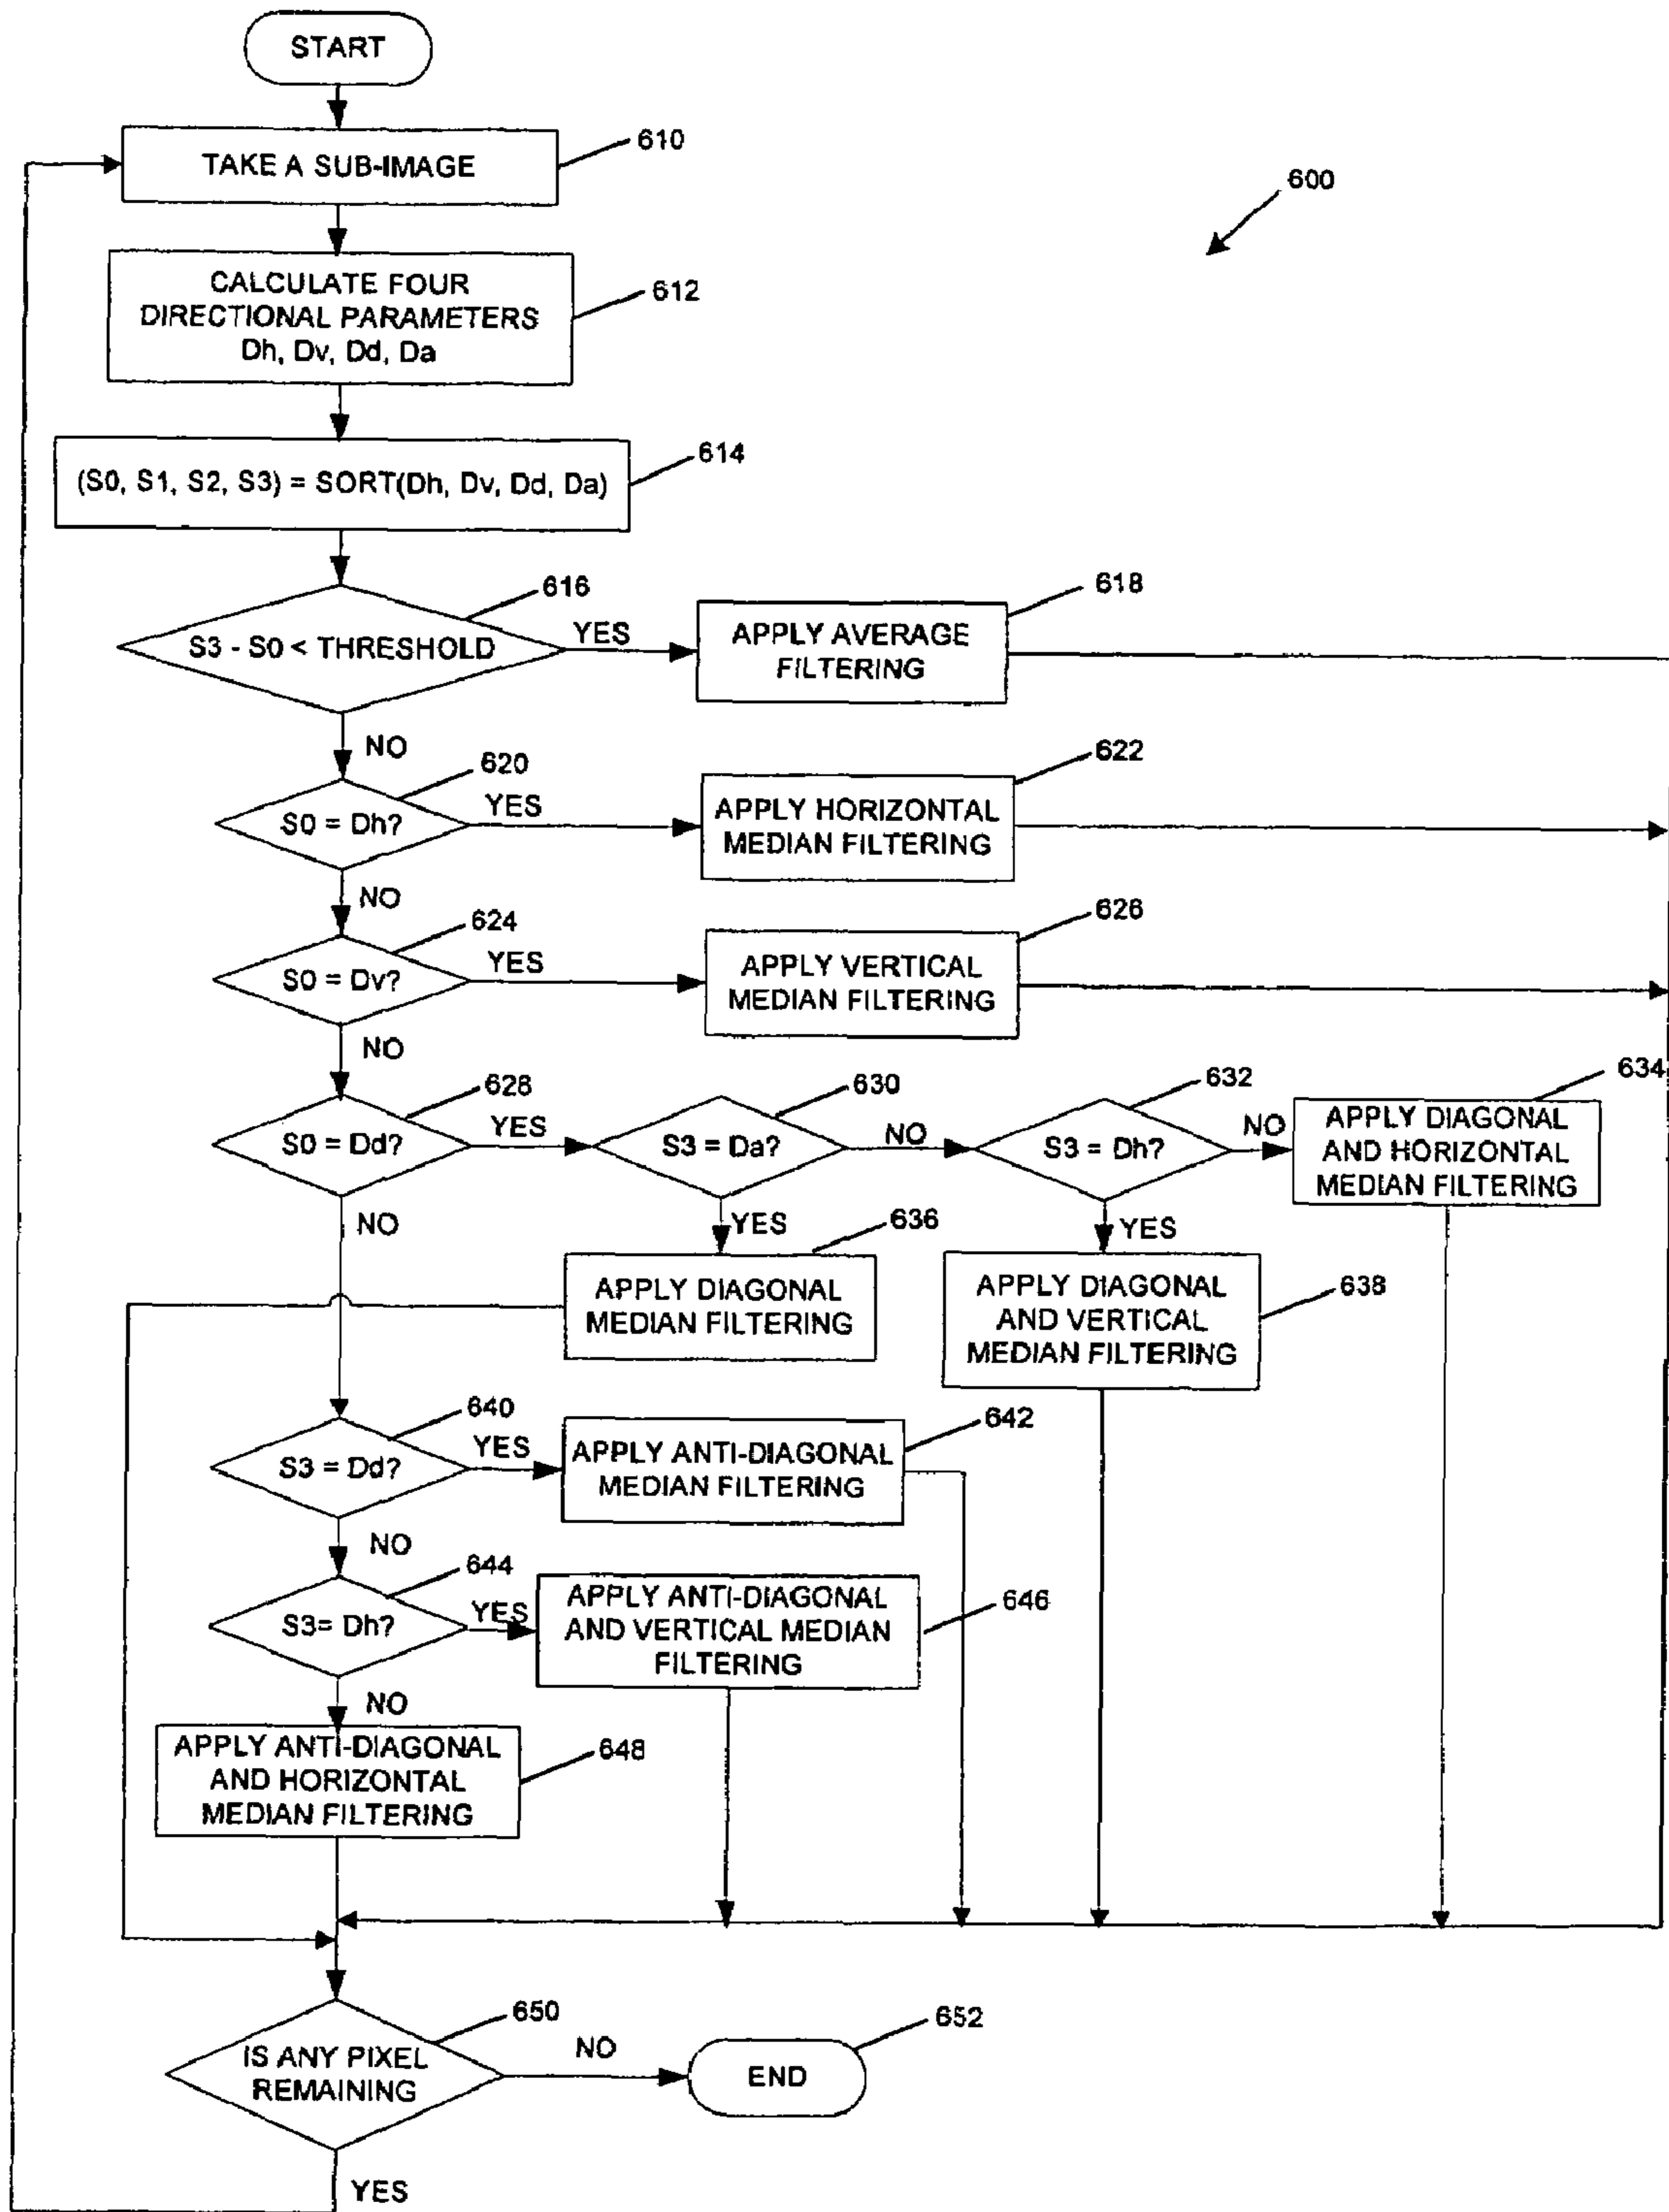 START
TAKE A SUB-IMAGE
610
600
CALCULATE FOUR
DIRECTIONAL PARAMETERS
Dh, Dv, Dd, Da
612
(S0, S1, S2, S3) = SORT(Dh, Dv, Dd, Da)
614
S3 - S0 < THRESHOLD
616
YES
APPLY AVERAGE
FILTERING
618
NO
S0 = Dh?
620
YES
APPLY HORIZONTAL
MEDIAN FILTERING
622
NO
S0 = Dv?
624
YES
APPLY VERTICAL
MEDIAN FILTERING
626
NO
S0 = Dd?
628
YES
S3 = Da?
630
NO
S3 = Dh?
632
NO
APPLY DIAGONAL
AND HORIZONTAL
MEDIAN FILTERING
634
NO
YES
APPLY DIAGONAL
MEDIAN FILTERING
636
YES
APPLY DIAGONAL
AND VERTICAL
MEDIAN FILTERING
638
S3 = Dd?
640
YES
APPLY ANTI-DIAGONAL
MEDIAN FILTERING
642
NO
S3= Dh?
644
YES
APPLY ANTI-DIAGONAL
AND VERTICAL MEDIAN
FILTERING
646
NO
APPLY ANTI-DIAGONAL
AND HORIZONTAL
MEDIAN FILTERING
648
IS ANY PIXEL
REMAINING
650
NO
END
652
YES